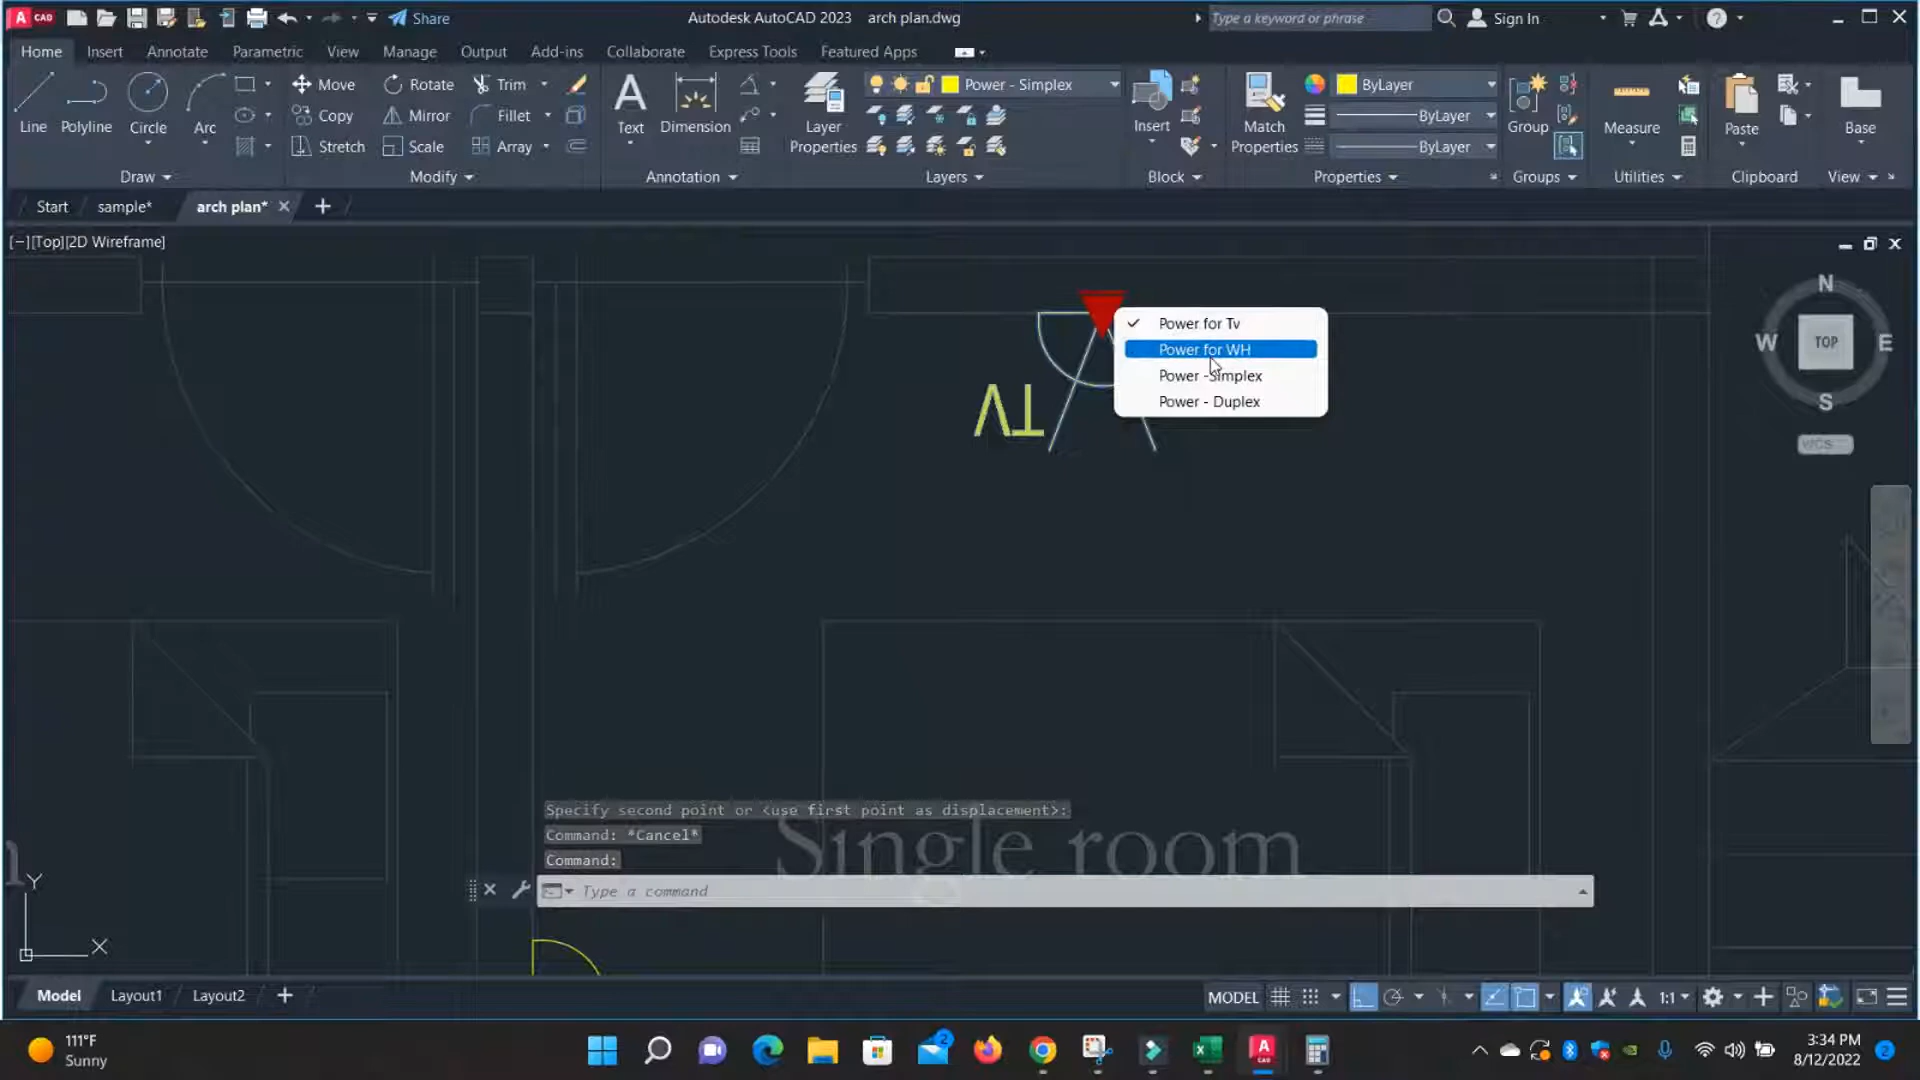 A CAD
Share
Autodesk AutoCAD 2023 arch plan.dwg
Type a keyword or phrase
Sign In
Home Insert Annotate Parametric View Manage Output Add-ins Collaborate Express Tools Featured Apps
Line
Polyline
Circle
Arc
Move
Rotate
Trim
Copy
Mirror
Fillet
Stretch
Scale
Array
Text
Dimension
Layer
Properties
Power - Simplex
Insert
Match
Properties
ByLayer
ByLayer
ByLayer
Group
Measure
Paste
Base
Draw
Modify
Annotation
Layers
Block
Properties
Groups
Utilities
Clipboard
View
Start
sample*
arch plan*
[−][Top][2D Wireframe]
N
W
TOP
E
S
WCS
Power for Tv
Power for WH
Power -Simplex
Power - Duplex
TV
Specify second point or <use first point as displacement>:
Command: *Cancel*
Command:
Single room
Type a command
Y
X
Model
Layout1
Layout2
MODEL
1:1
111°F
Sunny
2
A
CAD
3:34 PM
8/12/2022
2